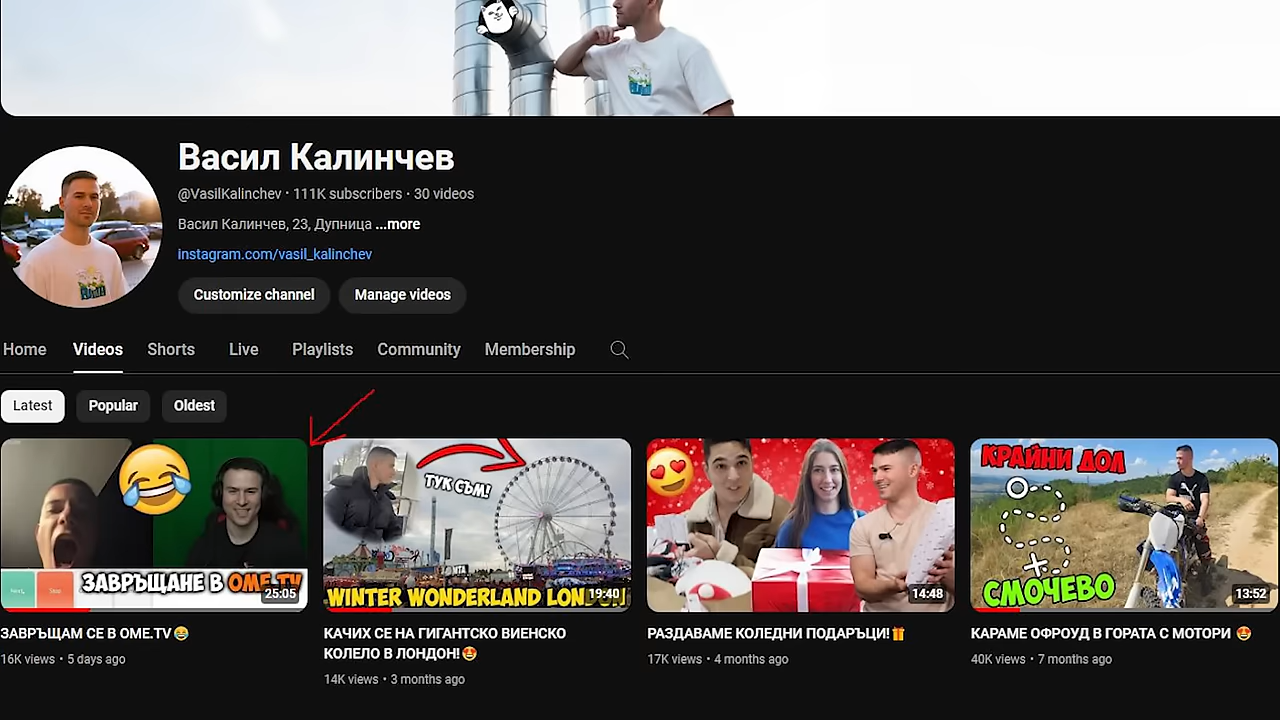 Васил Калинчев
@VasilKalinchev · 111K subscribers · 30 videos
Васил Калинчев, 23, Дупница ...more
instagram.com/vasil_kalinchev
Customize channel
Manage videos
Home
Videos
Shorts
Live
Playlists
Community
Membership
Latest
Popular
Oldest
Stop
ЗАВРЪЩАНЕ В OME.TV
25:05
ТУК СЪМ!
WINTER WONDERLAND LONDON
19:40
14:48
КРАЙНИ ДОЛ
СМОЧЕВО
13:52
ЗАВРЪЩАМ СЕ В OME.TV😂
16K views · 5 days ago
КАЧИХ СЕ НА ГИГАНТСКО ВИЕНСКО
КОЛЕЛО В ЛОНДОН!🤩
14K views · 3 months ago
РАЗДАВАМЕ КОЛЕДНИ ПОДАРЪЦИ!🎁
17K views · 4 months ago
КАРАМЕ ОФРОУД В ГОРАТА С МОТОРИ 🤩
40K views · 7 months ago